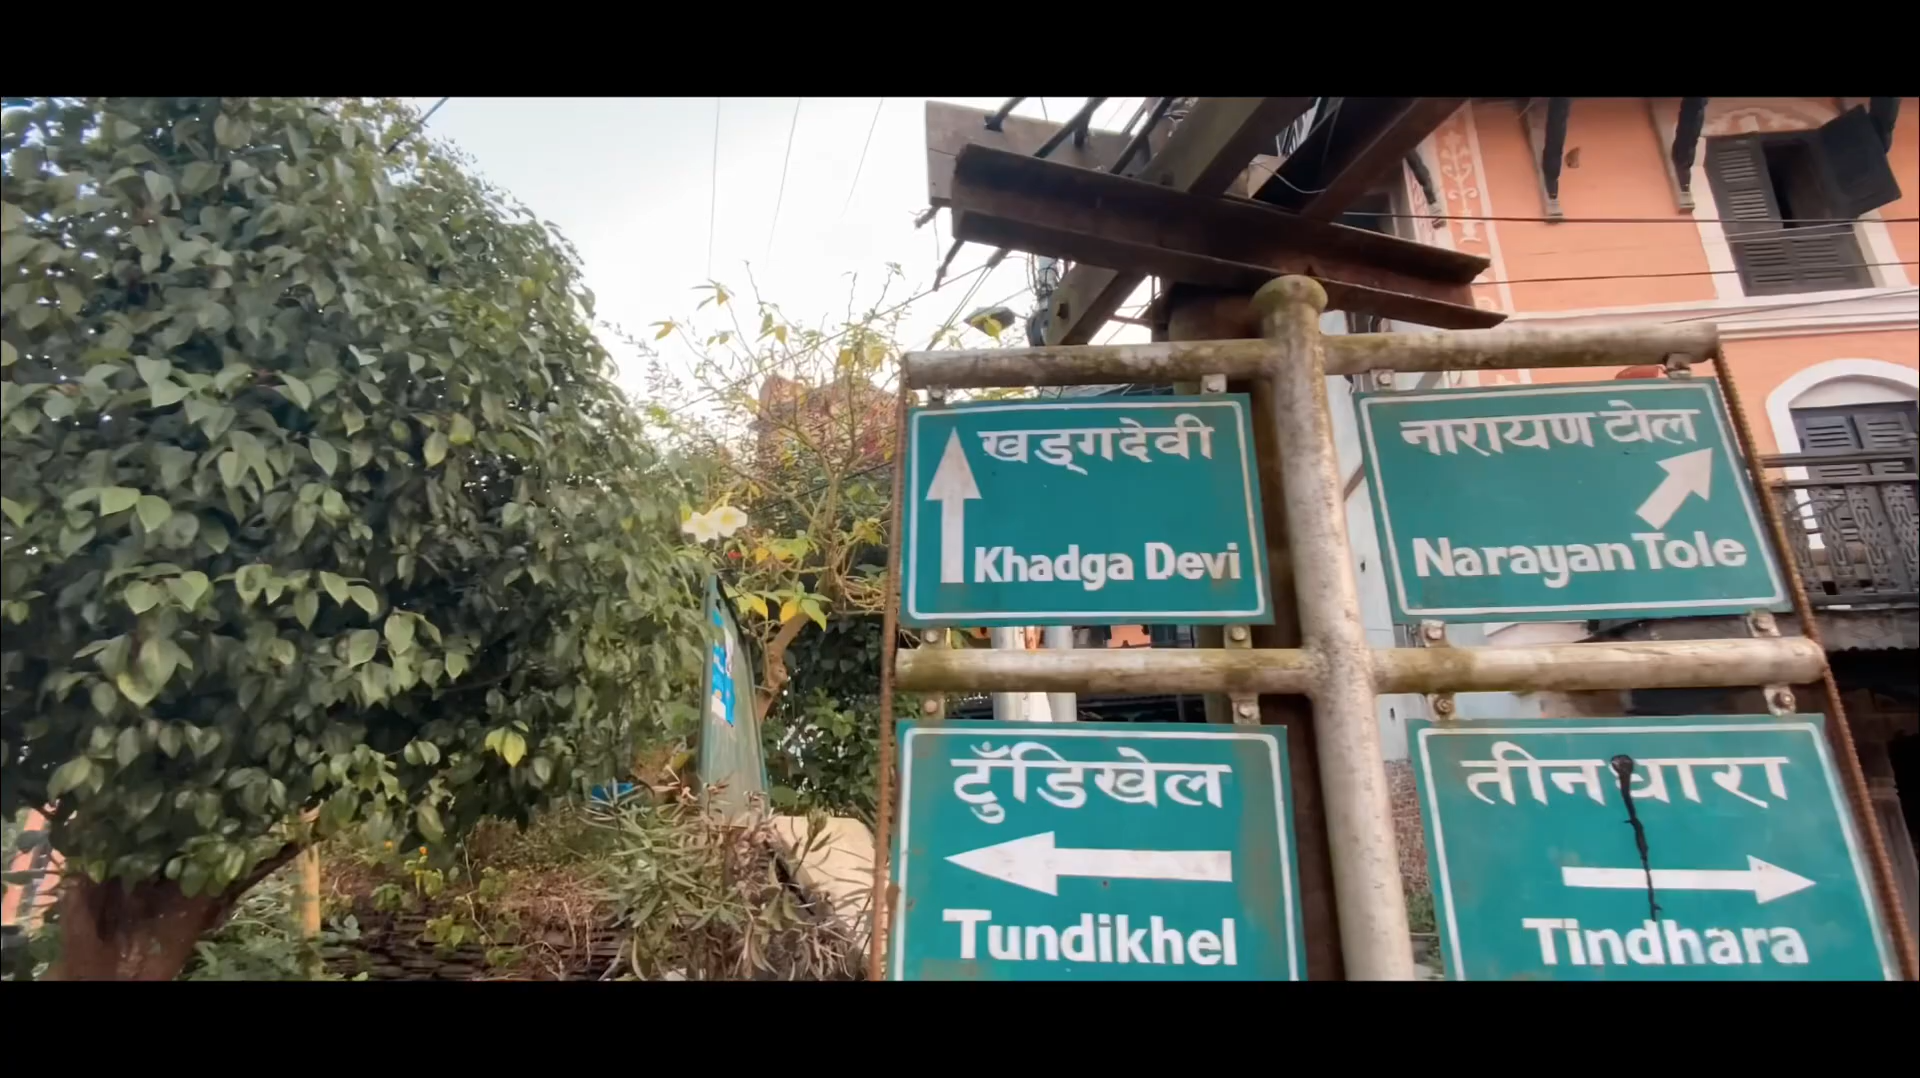 खड्गदेवी
Khadga Devi
नारायण टोल
Narayan Tole
टुँडिखेल
Tundikhel
तीनधारा
Tindhara